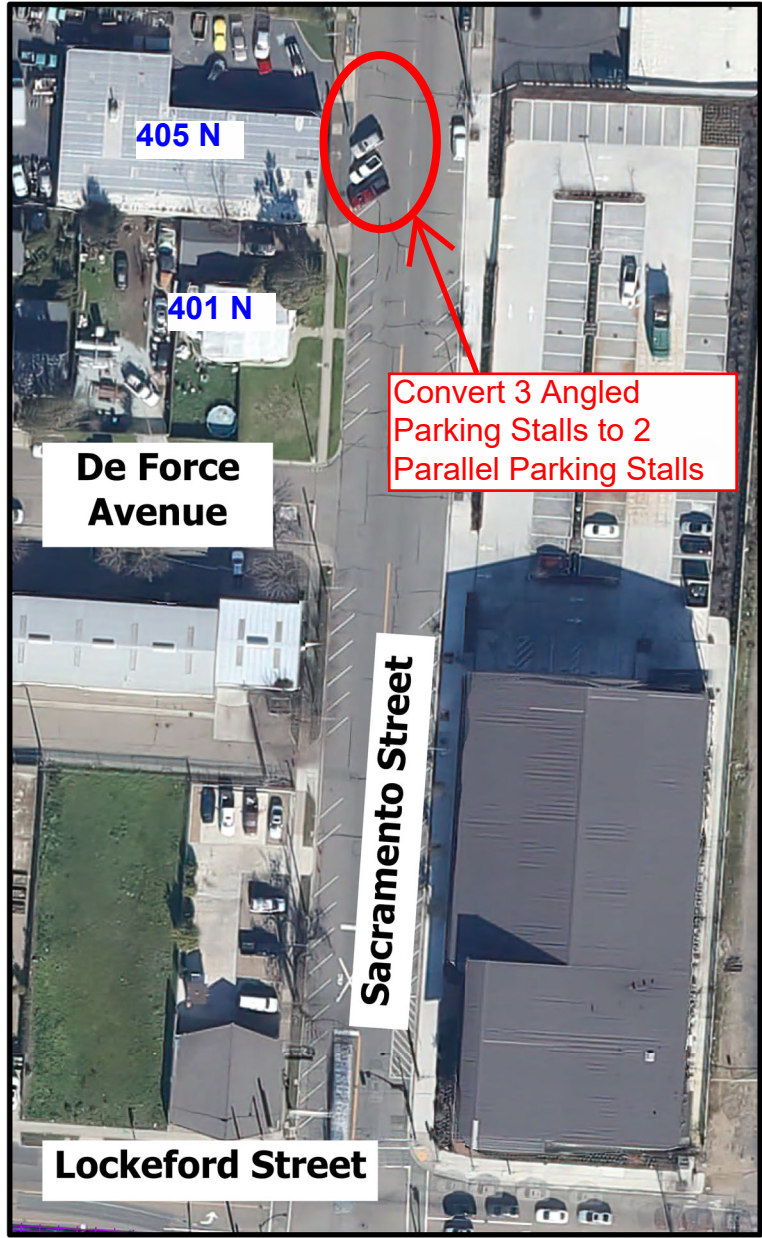 405 N
401 N
Convert 3 Angled
Parking Stalls to 2
Parallel Parking Stalls
De Force
Avenue
Sacramento Street
Lockeford Street